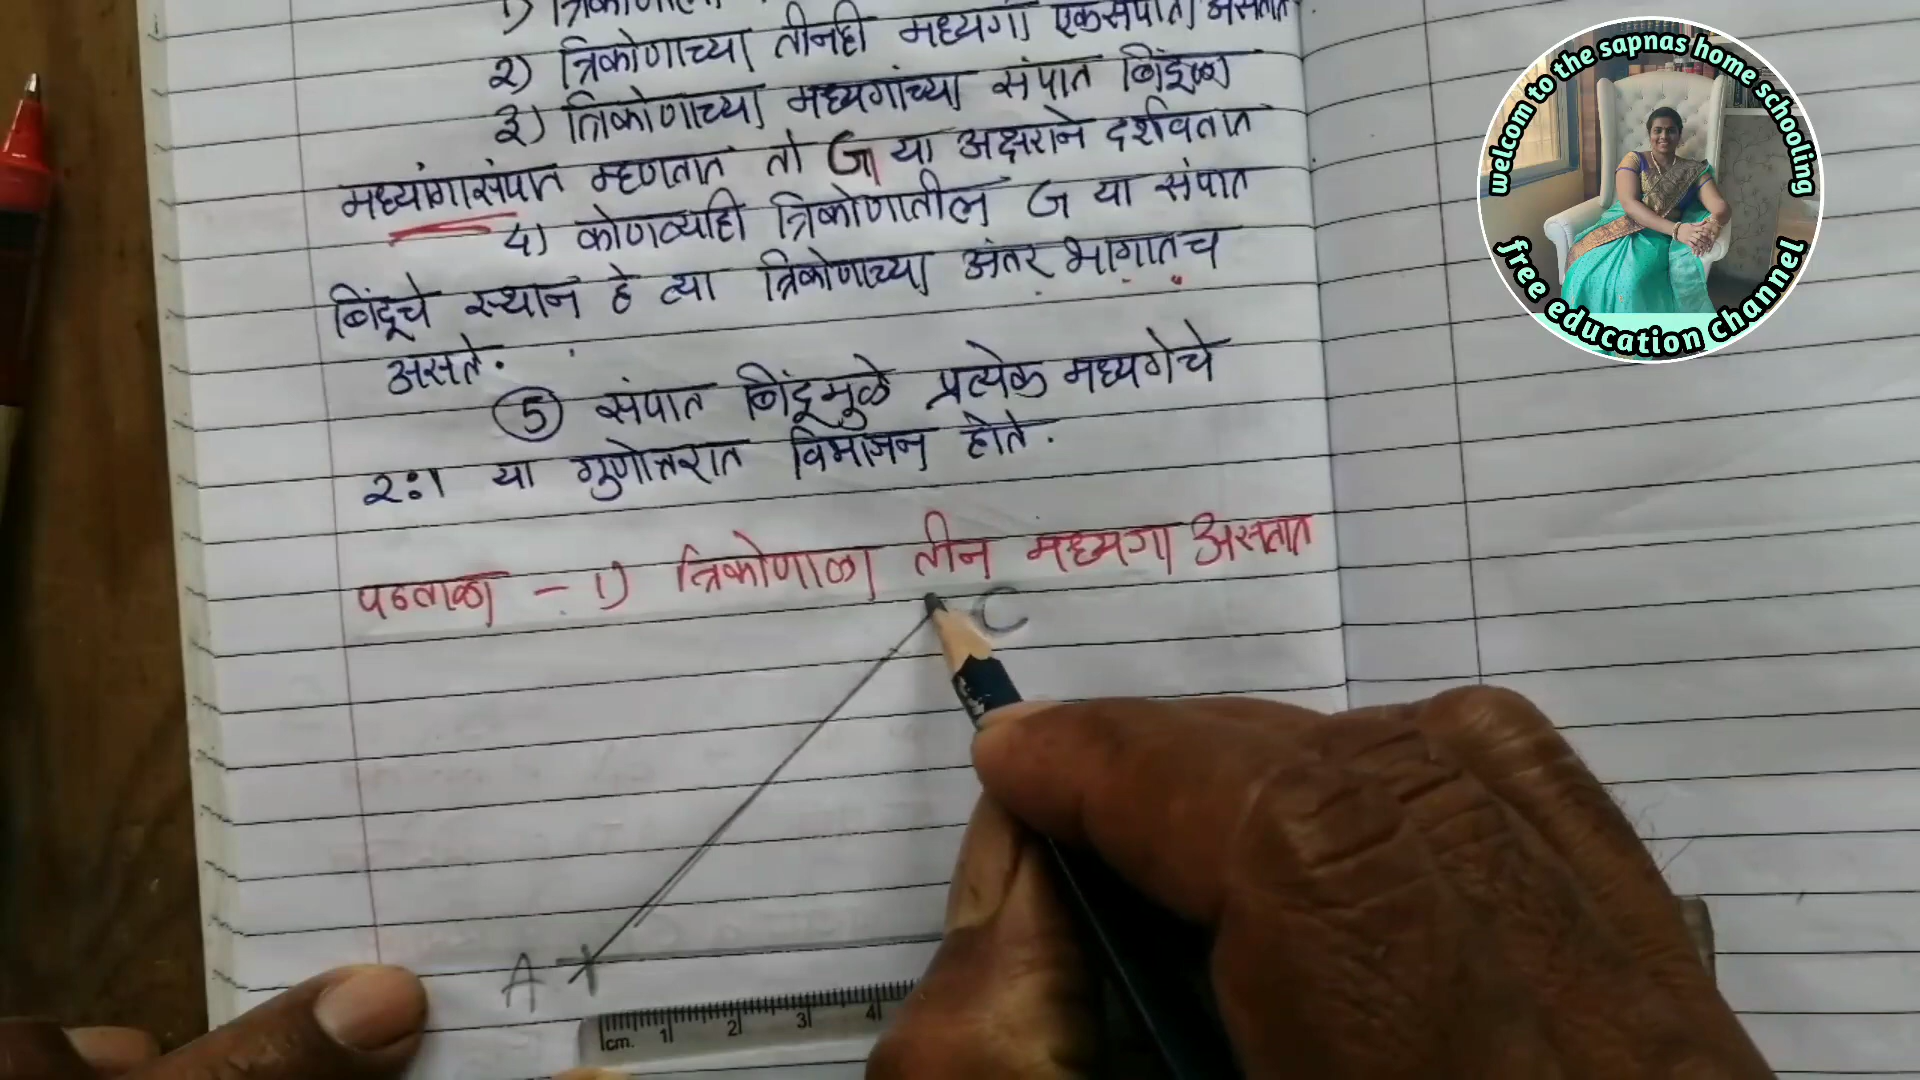 १) त्रिकोणाला
२) त्रिकोणाच्या तीनही मध्यगा एकसंपाती असतात
३) त्रिकोणाच्या मध्यगांच्या संपात बिंदूला
मध्यांगासंपात म्हणतात तो G या अक्षराने दर्शवतात
४) कोणत्याही त्रिकोणातील G या संपात
बिंदूचे स्थान हे त्या त्रिकोणाच्या अंतर भागातच
असते.
5 संपात बिंदूमुळे प्रत्येक मध्यगेचे
२:१ या गुणोत्तरात विभाजन होते.
पडताळा - १) त्रिकोणाला तीन मध्यगा असतात
C
A
cm. 1 2 3 4
welcom to the sapnas home schooling
free education channel